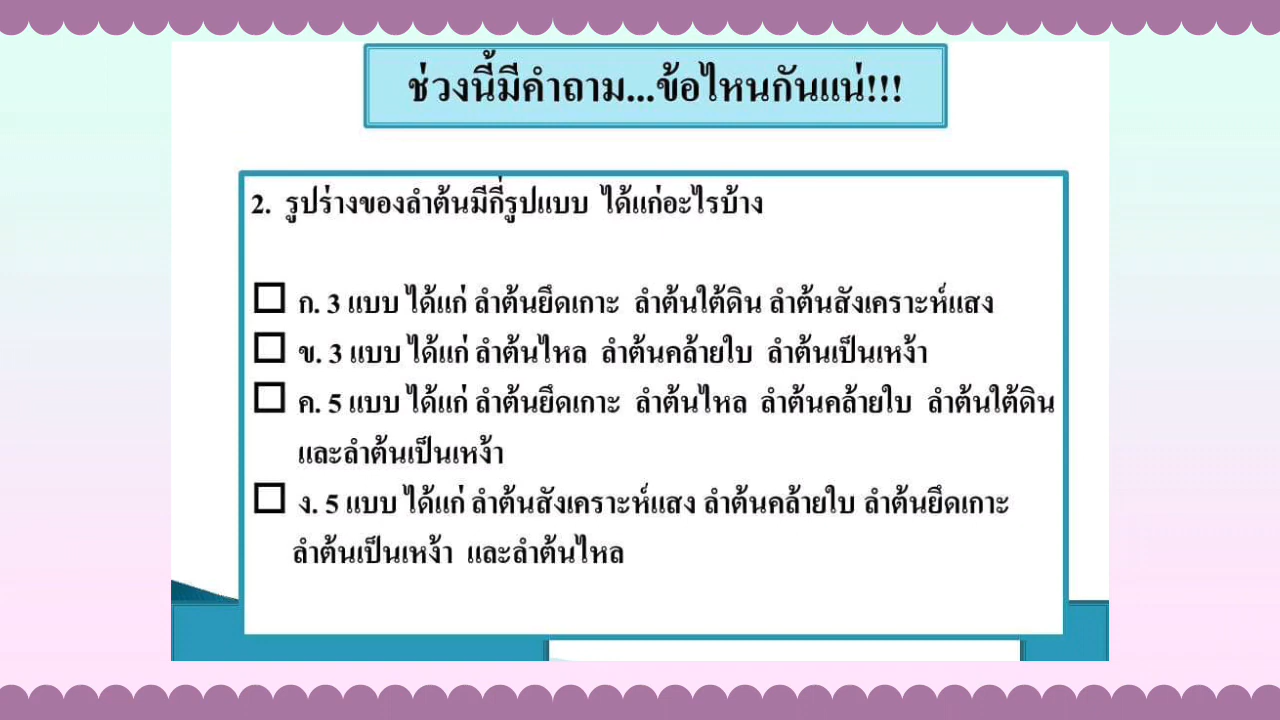 ช่วงนี้มีคำถาม...ข้อไหนกันแน่!!!
2. รูปร่างของลำต้นมีกี่รูปแบบ ได้แก่อะไรบ้าง
ก. 3 แบบ ได้แก่ ลำต้นยึดเกาะ ลำต้นใต้ดิน ลำต้นสังเคราะห์แสง
ข. 3 แบบ ได้แก่ ลำต้นไหล ลำต้นคล้ายใบ ลำต้นเป็นเหง้า
ค. 5 แบบ ได้แก่ ลำต้นยึดเกาะ ลำต้นไหล ลำต้นคล้ายใบ ลำต้นใต้ดิน
และลำต้นเป็นเหง้า
ง. 5 แบบ ได้แก่ ลำต้นสังเคราะห์แสง ลำต้นคล้ายใบ ลำต้นยึดเกาะ
ลำต้นเป็นเหง้า และลำต้นไหล